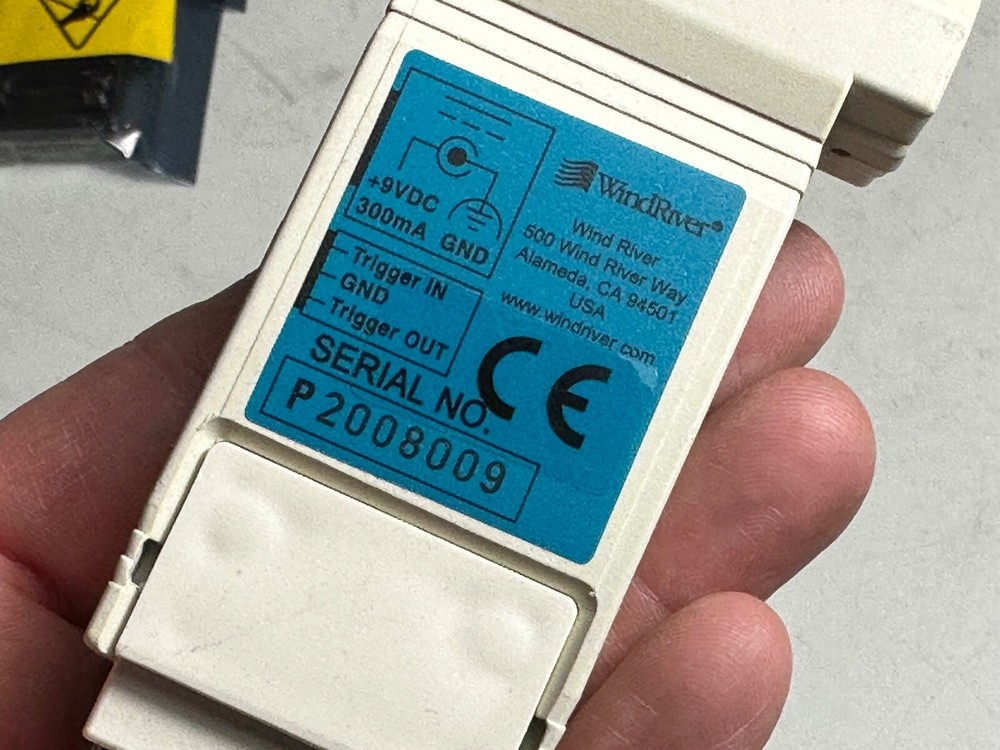 +9VDC
300mA GND
Trigger IN
GND
Trigger OUT
SERIAL NO.
P2008009
WindRiver®
Wind River
500 Wind River Way
Alameda, CA 94501
USA
www.windriver.com
CE